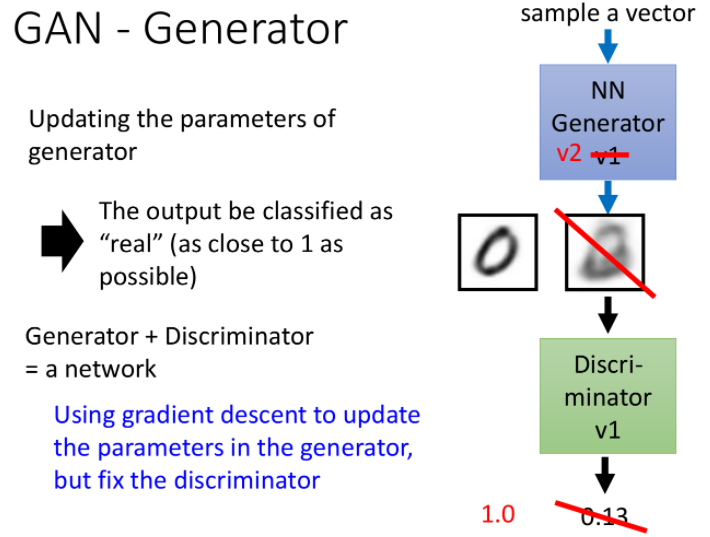 GAN - Generator
sample a vector
NN
Generator
v2 v1
Updating the parameters of
generator
The output be classified as
“real” (as close to 1 as
possible)
Generator + Discriminator
= a network
Using gradient descent to update
the parameters in the generator,
but fix the discriminator
0
Discri-
minator
v1
1.0 0.13